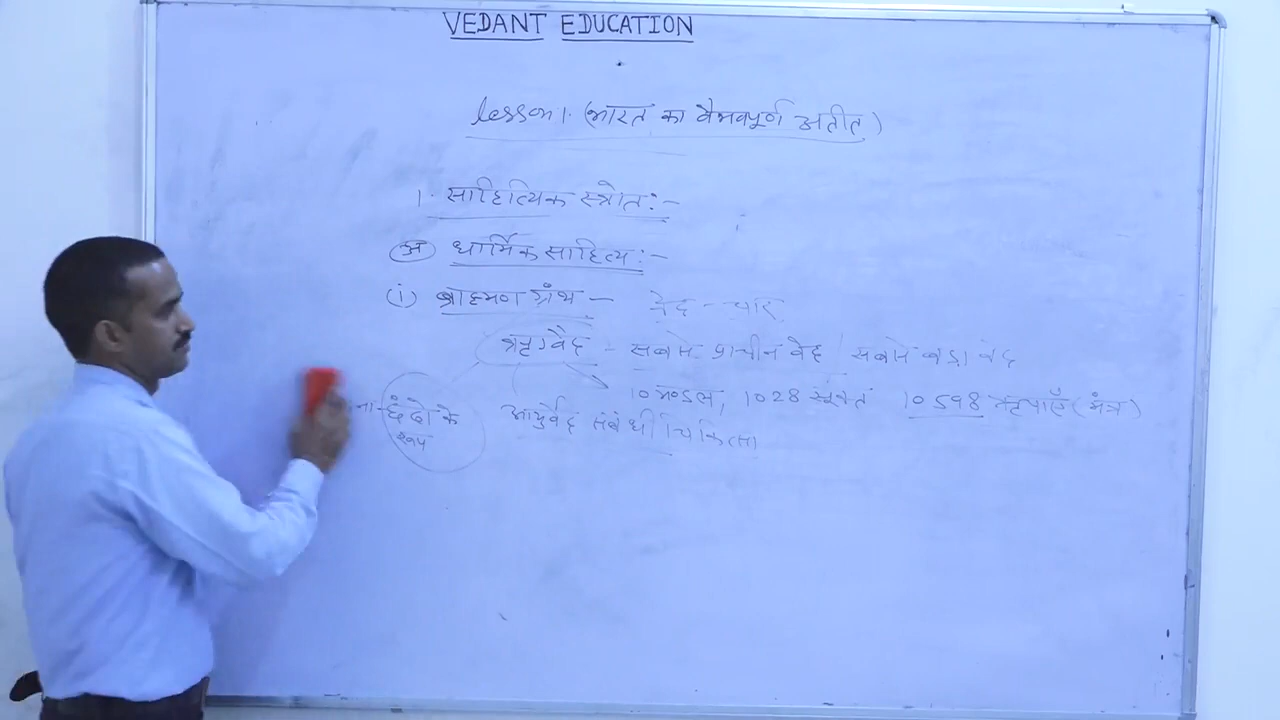 VEDANT EDUCATION
lesson 1. (भारत का वैभवपूर्ण अतीत)
1. साहित्यिक स्त्रोत :-
(अ) धार्मिक साहित्य :-
(i) ब्राह्मण ग्रंथ - वेद - चार
ऋग्वेद - सबसे प्राचीन वेद सबसे बड़ा वेद
10 मण्डल, 1028 सूक्त 10598 ऋचाएँ (मंत्र)
ना - छंदो के
रूप
आयुर्वेद संबंधी चिकित्सा